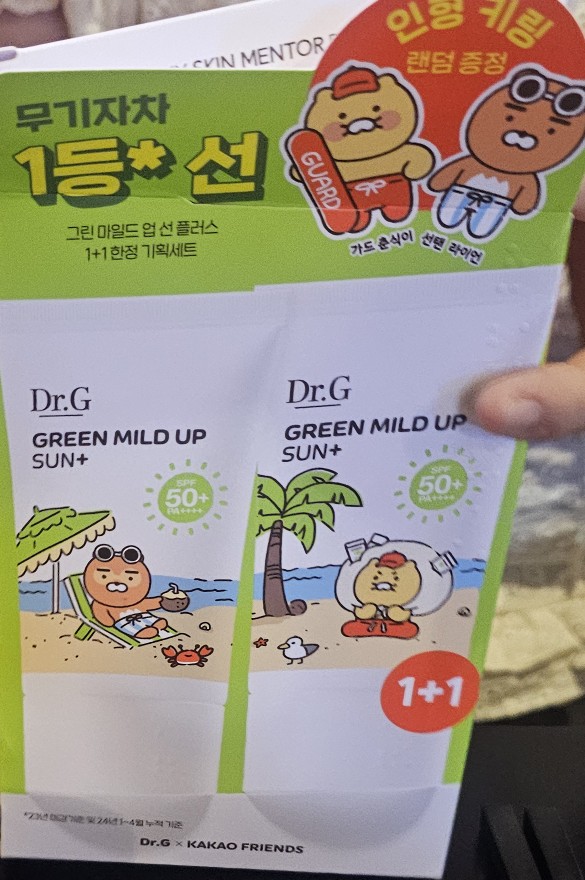 SKIN MENTOR
인형 키링
랜덤 증정
무기자차
1등* 선
GUARD
그린 마일드 업 선 플러스
1+1 한정 기획세트
가드 춘식이 선탠 라이언
Dr.G
GREEN MILD UP
SUN+
SPF
50+
PA++++
Dr.G
GREEN MILD UP
SUN+
SPF
50+
PA++++
1+1
*23년 마감기준 및 24년 1~4월 누적 기준
Dr.G × KAKAO FRIENDS